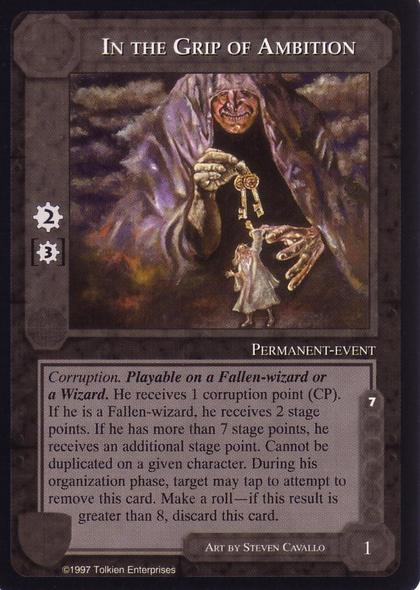 In the Grip of Ambition
2
3
Permanent-event
Corruption. Playable on a Fallen-wizard or
a Wizard. He receives 1 corruption point (CP).
If he is a Fallen-wizard, he receives 2 stage
points. If he has more than 7 stage points, he
receives an additional stage point. Cannot be
duplicated on a given character. During his
organization phase, target may tap to attempt to
remove this card. Make a roll—if this result is
greater than 8, discard this card.
7
Art by Steven Cavallo
1
©1997 Tolkien Enterprises